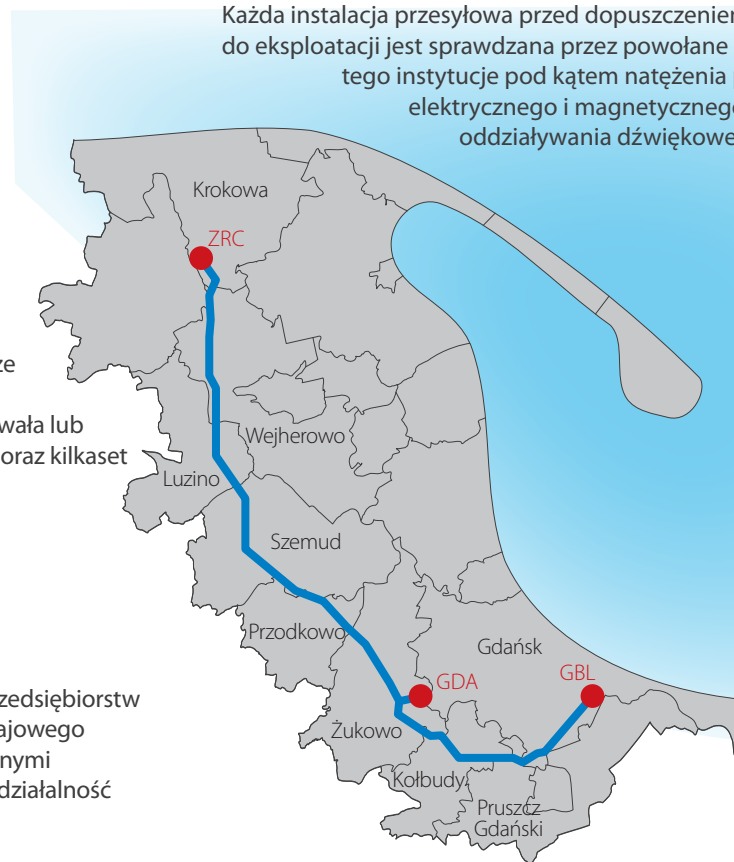 Każda instalacja przesyłowa przed dopuszczeniem
do eksploatacji jest sprawdzana przez powołane
tego instytucje pod kątem natężenia
elektrycznego i magnetycznego
oddziaływania dźwiękowe
Krokowa
ZRC
ze
wała lub
oraz kilkaset
Wejherowo
Luzino
Szemud
Przodkowo
Gdańsk
GDA
GBL
zedsiębiorstw
ajowego
nymi
działalność
Żukowo
Kolbudy
Pruszcz
Gdański